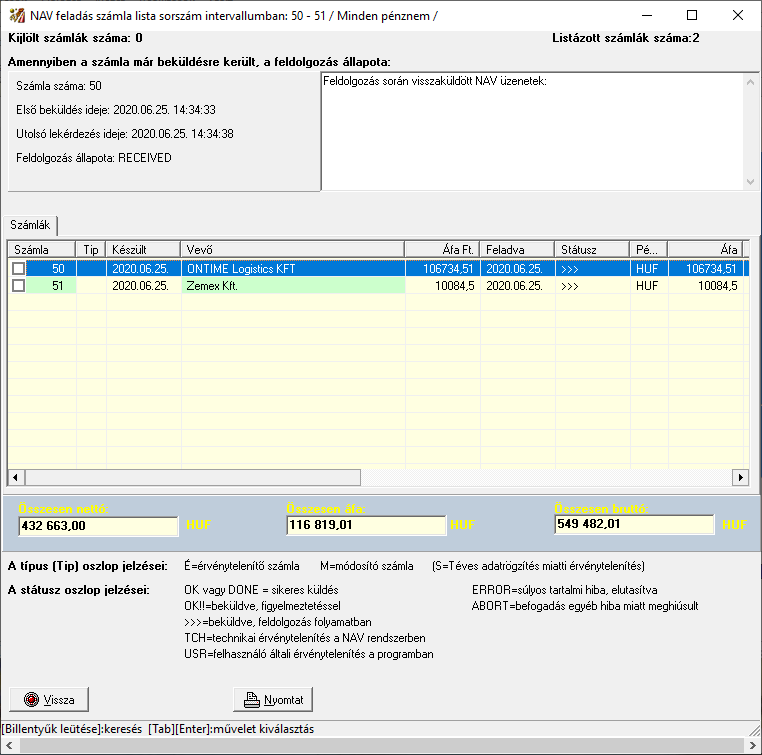 NAV feladás számla lista sorszám intervallumban: 50 - 51 / Minden pénznem /
Kijlölt számlák száma: 0 Listázott számlák száma:2
Amennyiben a számla már beküldésre került, a feldolgozás állapota:
Számla száma: 50
Első beküldés ideje: 2020.06.25. 14:34:33
Utolsó lekérdezés ideje: 2020.06.25. 14:34:38
Feldolgozás állapota: RECEIVED
Feldolgozás során visszaküldött NAV üzenetek:
Számlák
Számla Tip Készült Vevő Áfa Ft. Feladva Státusz Pé... Áfa
50 2020.06.25. ONTIME Logistics KFT 106734,51 2020.06.25. >>> HUF 106734,51
51 2020.06.25. Zemex Kft. 10084,5 2020.06.25. >>> HUF 10084,5
Összesen nettó: Összesen áfa: Összesen bruttó:
432 663,00 HUF 116 819,01 HUF 549 482,01 HUF
A típus (Tip) oszlop jelzései: É=érvénytelenítő számla M=módosító számla (S=Téves adatrögzítés miatti érvénytelenítés)
A státusz oszlop jelzései: OK vagy DONE = sikeres küldés ERROR=súlyos tartalmi hiba, elutasítva
OK!!=beküldve, figyelmeztetéssel ABORT=befogadás egyéb hiba miatt meghiúsult
>>>=beküldve, feldolgozás folyamatban
TCH=technikai érvénytelenítés a NAV rendszerben
USR=felhasználó általi érvénytelenítés a programban
Vissza Nyomtat
[Billentyűk leütése]:keresés [Tab][Enter]:művelet kiválasztás